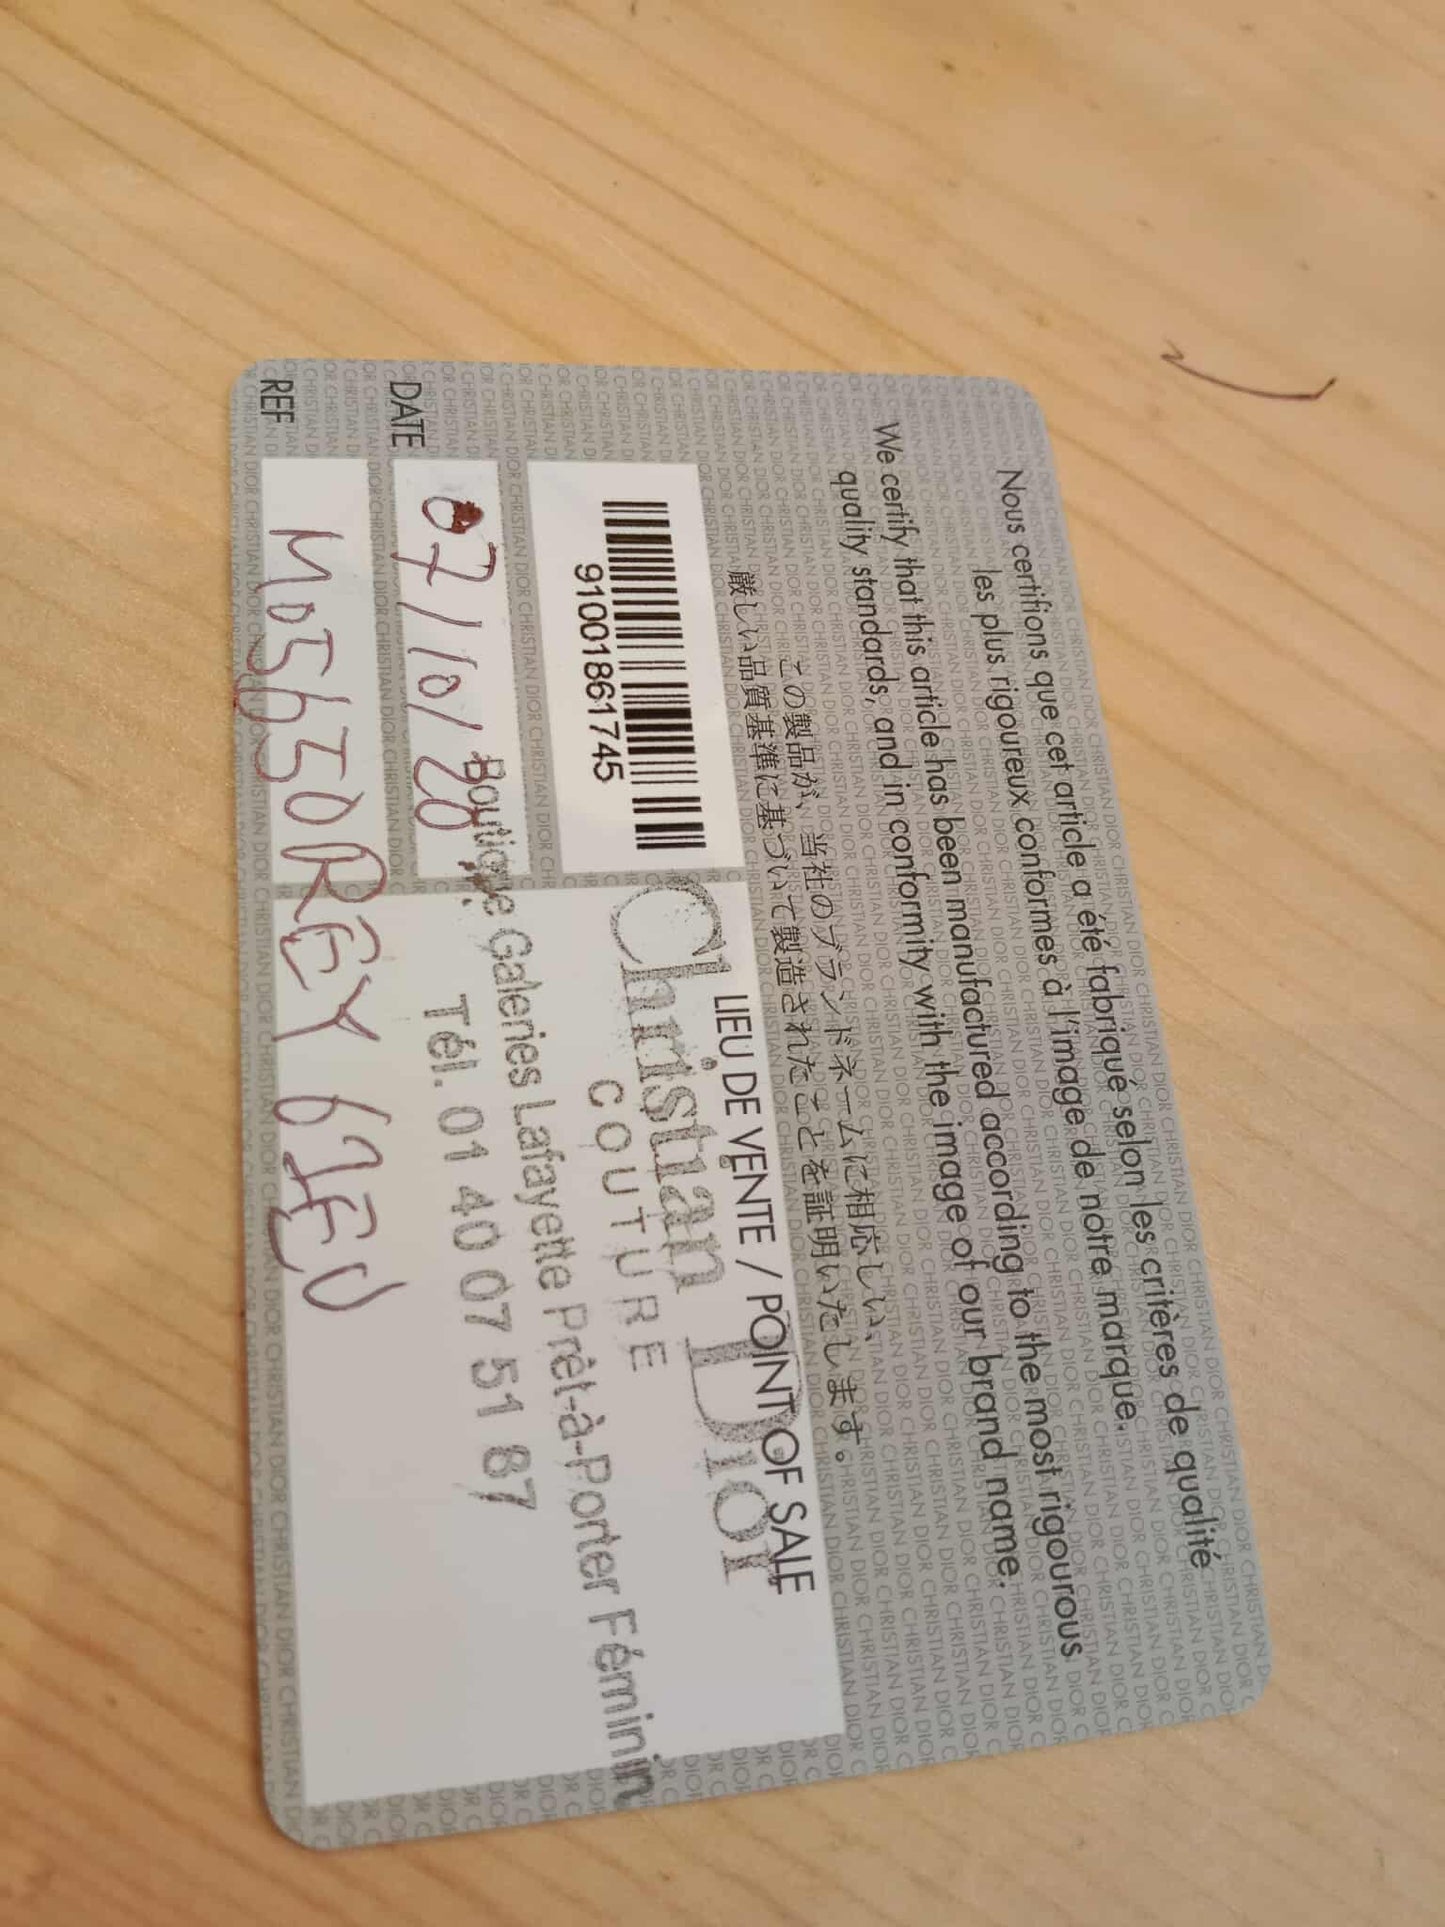 Nous certifions que cet article a été fabriqué selon les critères de qualité
les plus rigoureux conformes à l'image de notre marque.
We certify that this article has been manufactured according to the most rigourous
quality standards, and in conformity with the image of our brand name.
この製品が、当社のブランドネームに相応しい、
厳しい品質基準に基づいて製造されたことを証明いたします。
LIEU DE VENTE / POINT OF SALE
Christian Dior
COUTURE
Boutique Galeries Lafayette Prêt-à-Porter Féminin
Tél. 01 40 07 51 87
91001861745
DATE 07/10/20
REF